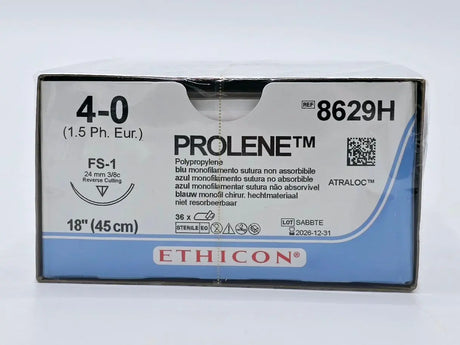 4-0
(1.5 Ph. Eur.)
FS-1
24 mm 3/8c
Reverse Cutting
18" (45 cm)
REF 8629H
PROLENE™
Polypropylene
blu monofilamento sutura non assorbibile
azul monofilamento sutura no absorbible
azul monofilamento sutura não absorvível
blauw monofil chirur. hechtmateriaal
niet resorbeerbaar
ATRALOC™
36 x
STERILE EO
LOT SABBTE
2026-12-31
ETHICON®